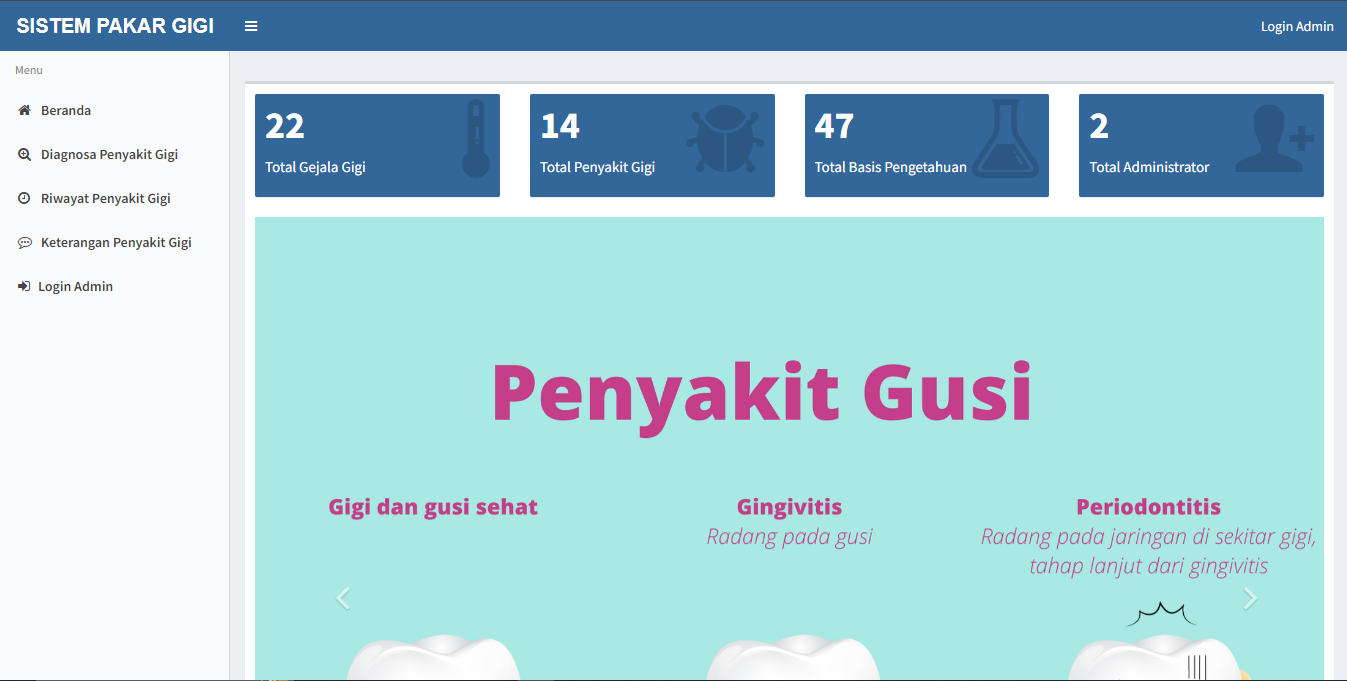 SISTEM PAKAR GIGI
Login Admin
Menu
Beranda
Diagnosa Penyakit Gigi
Riwayat Penyakit Gigi
Keterangan Penyakit Gigi
Login Admin
22
Total Gejala Gigi
14
Total Penyakit Gigi
47
Total Basis Pengetahuan
2
Total Administrator
Penyakit Gusi
Gigi dan gusi sehat
Gingivitis
Radang pada gusi
Periodontitis
Radang pada jaringan di sekitar gigi,
tahap lanjut dari gingivitis